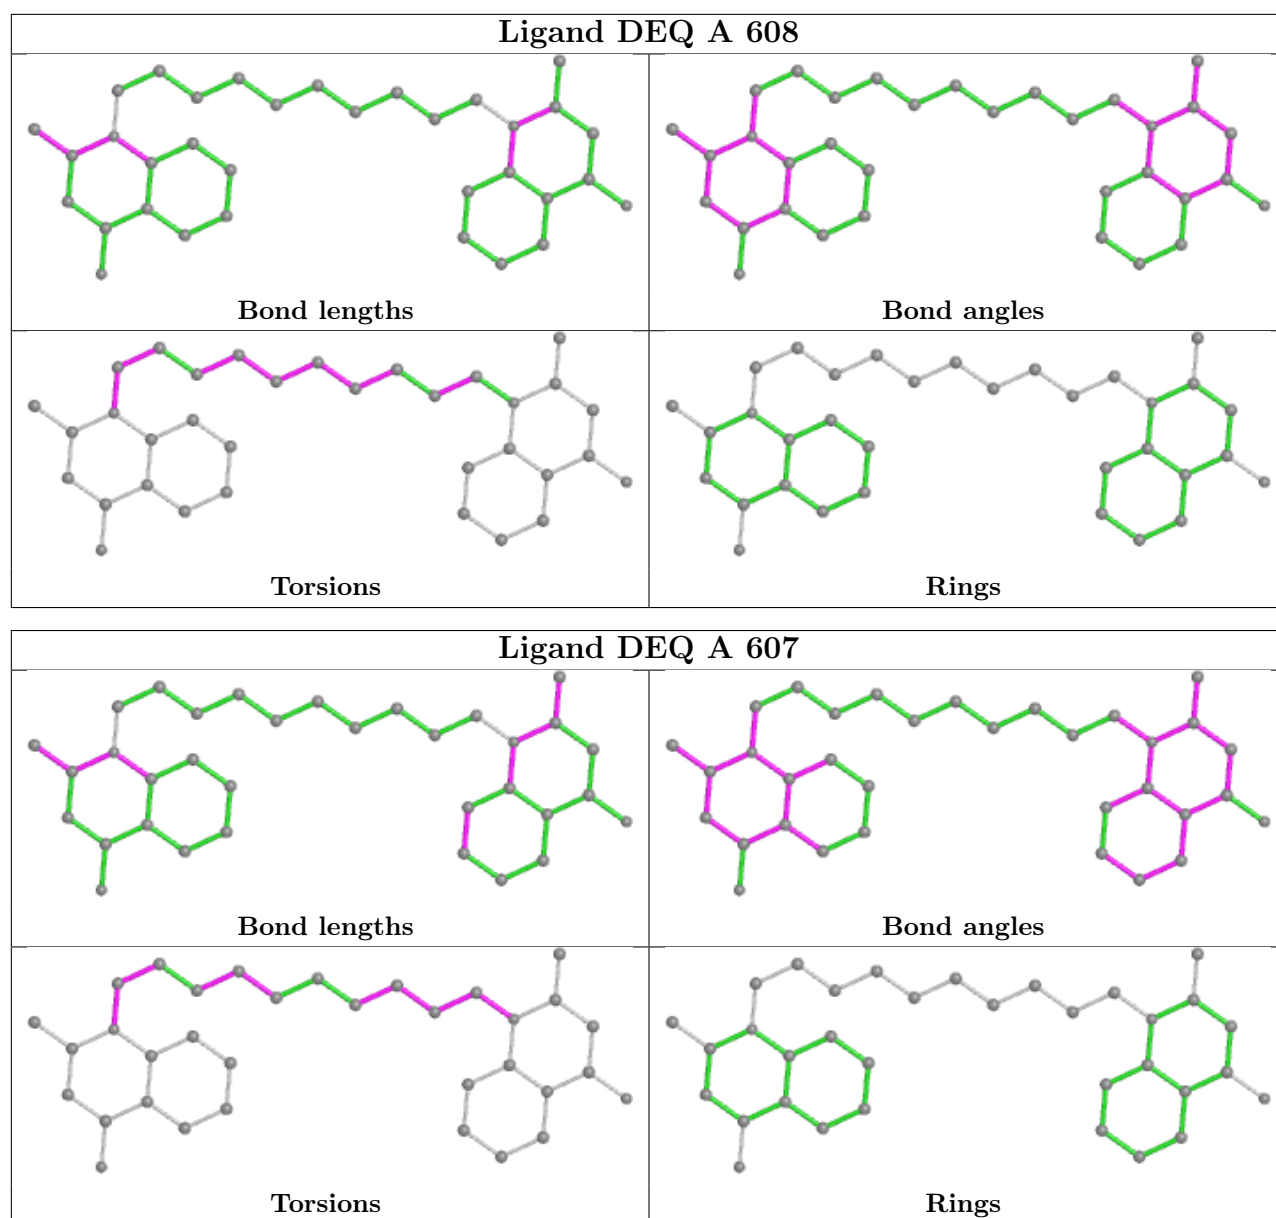 Ligand DEQ A 608
Bond lengths
Bond angles
Torsions
Rings
Ligand DEQ A 607
Bond lengths
Bond angles
Torsions
Rings